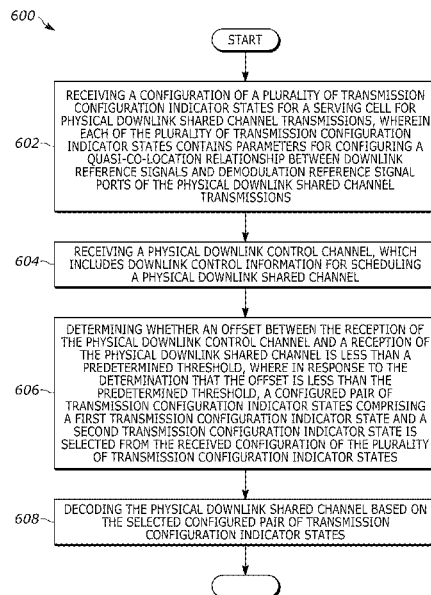 600
START
602
RECEIVING A CONFIGURATION OF A PLURALITY OF TRANSMISSION
CONFIGURATION INDICATOR STATES FOR A SERVING CELL FOR
PHYSICAL DOWNLINK SHARED CHANNEL TRANSMISSIONS, WHEREIN
EACH OF THE PLURALITY OF TRANSMISSION CONFIGURATION
INDICATOR STATES CONTAINS PARAMETERS FOR CONFIGURING A
QUASI-CO-LOCATION RELATIONSHIP BETWEEN DOWNLINK
REFERENCE SIGNALS AND DEMODULATION REFERENCE SIGNAL
PORTS OF THE PHYSICAL DOWNLINK SHARED CHANNEL
TRANSMISSIONS
604
RECEIVING A PHYSICAL DOWNLINK CONTROL CHANNEL, WHICH
INCLUDES DOWNLINK CONTROL INFORMATION FOR SCHEDULING
A PHYSICAL DOWNLINK SHARED CHANNEL
606
DETERMINING WHETHER AN OFFSET BETWEEN THE RECEPTION OF
THE PHYSICAL DOWNLINK CONTROL CHANNEL AND A RECEPTION OF
THE PHYSICAL DOWNLINK SHARED CHANNEL IS LESS THAN A
PREDETERMINED THRESHOLD, WHERE IN RESPONSE TO THE
DETERMINATION THAT THE OFFSET IS LESS THAN THE
PREDETERMINED THRESHOLD, A CONFIGURED PAIR OF
TRANSMISSION CONFIGURATION INDICATOR STATES COMPRISING
A FIRST TRANSMISSION CONFIGURATION INDICATOR STATE AND A
SECOND TRANSMISSION CONFIGURATION INDICATOR STATE IS
SELECTED FROM THE RECEIVED CONFIGURATION OF THE PLURALITY
OF TRANSMISSION CONFIGURATION INDICATOR STATES
608
DECODING THE PHYSICAL DOWNLINK SHARED CHANNEL BASED ON
THE SELECTED CONFIGURED PAIR OF TRANSMISSION
CONFIGURATION INDICATOR STATES